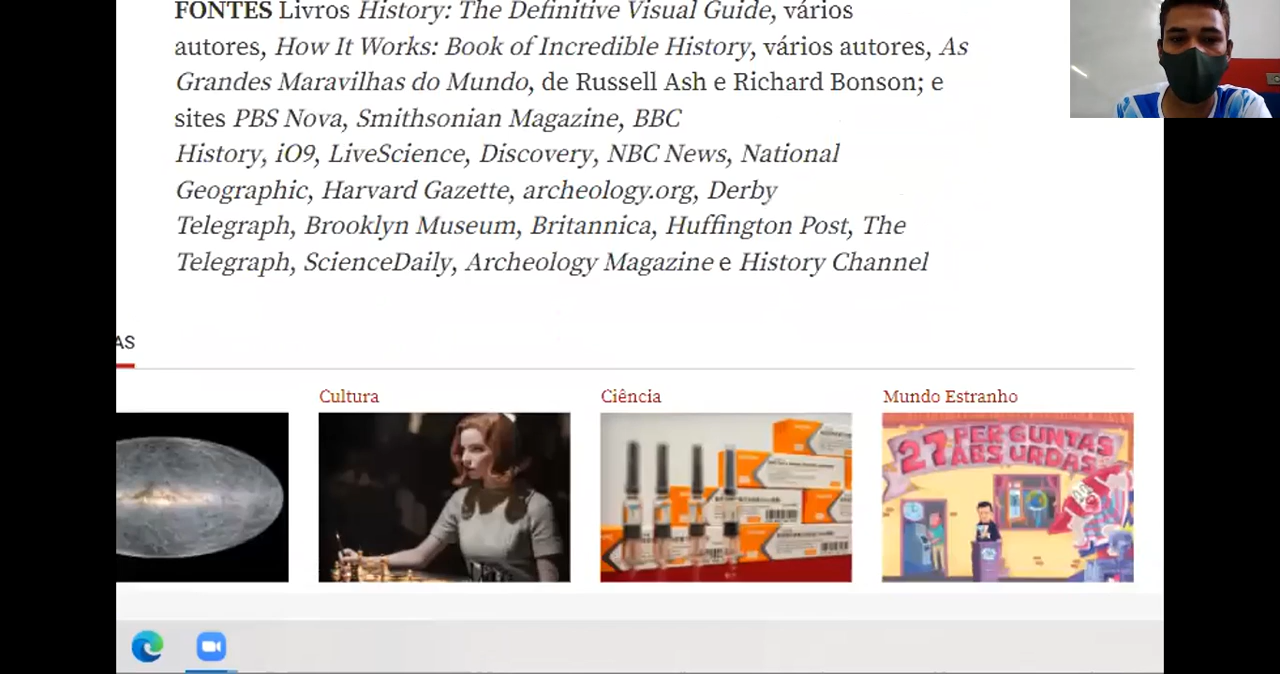 FONTES Livros History: The Definitive Visual Guide, vários
autores, How It Works: Book of Incredible History, vários autores, As
Grandes Maravilhas do Mundo, de Russell Ash e Richard Bonson; e
sites PBS Nova, Smithsonian Magazine, BBC
History, iO9, LiveScience, Discovery, NBC News, National
Geographic, Harvard Gazette, archeology.org, Derby
Telegraph, Brooklyn Museum, Britannica, Huffington Post, The
Telegraph, ScienceDaily, Archeology Magazine e History Channel
AS
Cultura
Ciência
Mundo Estranho
27 PERGUNTAS
ABSURDAS